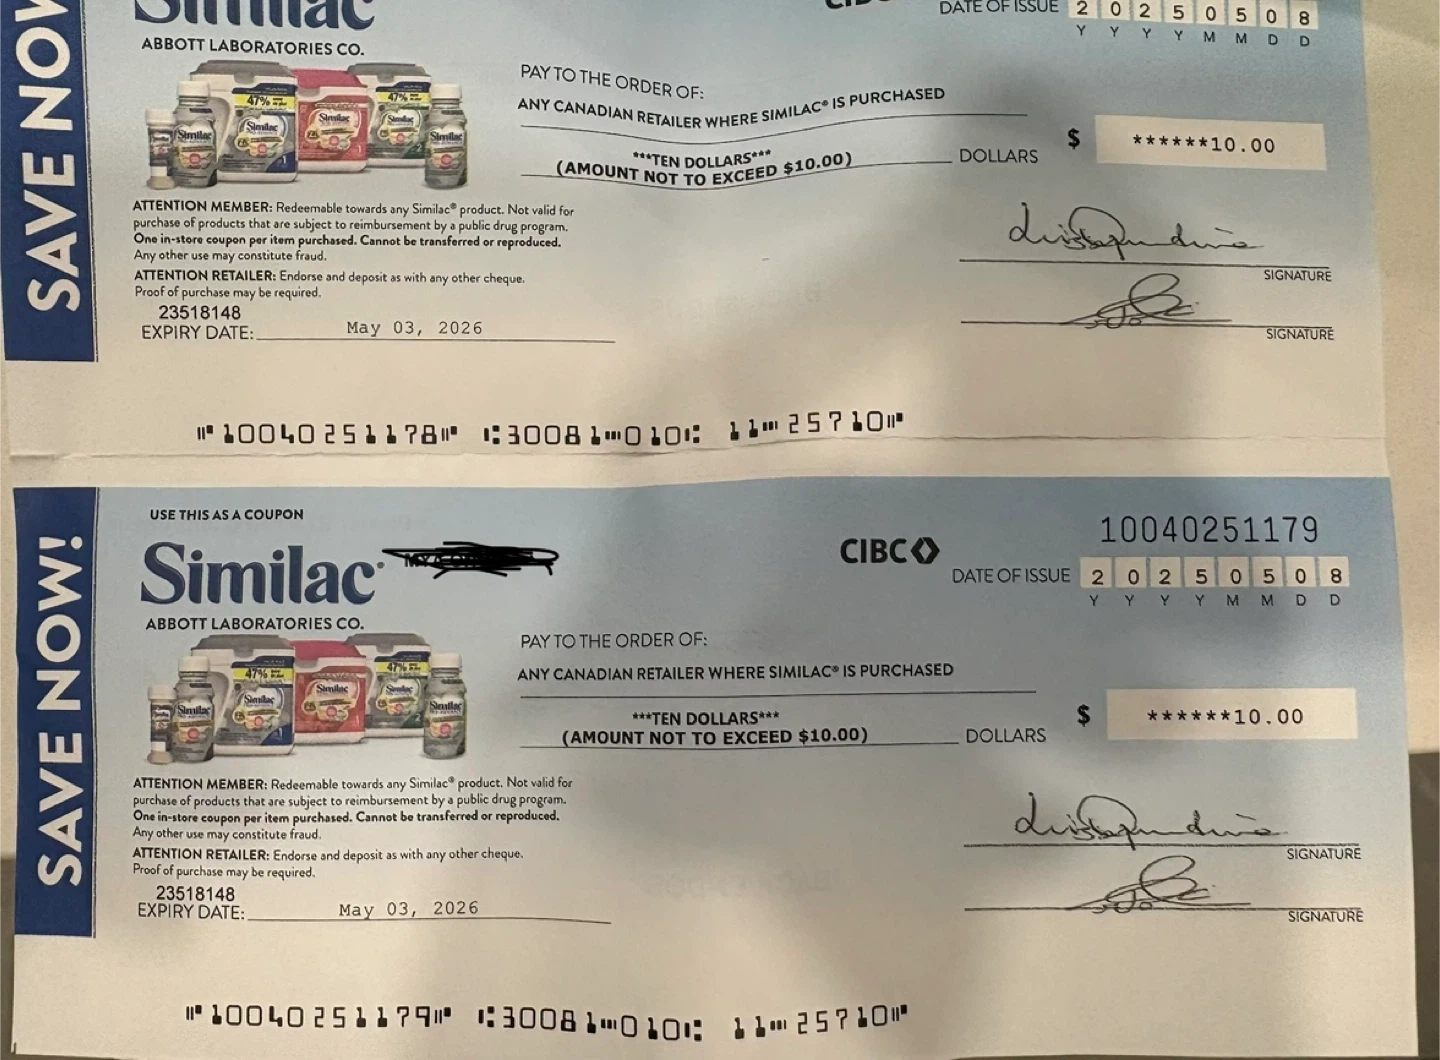 SAVE NOW
Similac
ABBOTT LABORATORIES CO.
CIBC
DATE OF ISSUE 2 0 2 5 0 5 0 8
Y Y Y Y M M D D
PAY TO THE ORDER OF:
ANY CANADIAN RETAILER WHERE SIMILAC® IS PURCHASED
***TEN DOLLARS***
(AMOUNT NOT TO EXCEED $10.00) DOLLARS
$ ******10.00
ATTENTION MEMBER: Redeemable towards any Similac® product. Not valid for
purchase of products that are subject to reimbursement by a public drug program.
One in-store coupon per item purchased. Cannot be transferred or reproduced.
Any other use may constitute fraud.
ATTENTION RETAILER: Endorse and deposit as with any other cheque.
Proof of purchase may be required.
23518148
EXPIRY DATE: May 03, 2026
SIGNATURE
SIGNATURE
⑈10040251178⑈ ⑆30081⑉010⑆ 11⑉25710⑈
SAVE NOW!
USE THIS AS A COUPON
Similac
ABBOTT LABORATORIES CO.
CIBC
10040251179
DATE OF ISSUE 2 0 2 5 0 5 0 8
Y Y Y Y M M D D
PAY TO THE ORDER OF:
ANY CANADIAN RETAILER WHERE SIMILAC® IS PURCHASED
***TEN DOLLARS***
(AMOUNT NOT TO EXCEED $10.00) DOLLARS
$ ******10.00
47%
47%
Similac
Similac
Similac
Similac
Similac
ATTENTION MEMBER: Redeemable towards any Similac® product. Not valid for
purchase of products that are subject to reimbursement by a public drug program.
One in-store coupon per item purchased. Cannot be transferred or reproduced.
Any other use may constitute fraud.
ATTENTION RETAILER: Endorse and deposit as with any other cheque.
Proof of purchase may be required.
23518148
EXPIRY DATE: May 03, 2026
SIGNATURE
SIGNATURE
⑈10040251179⑈ ⑆30081⑉010⑆ 11⑉25710⑈